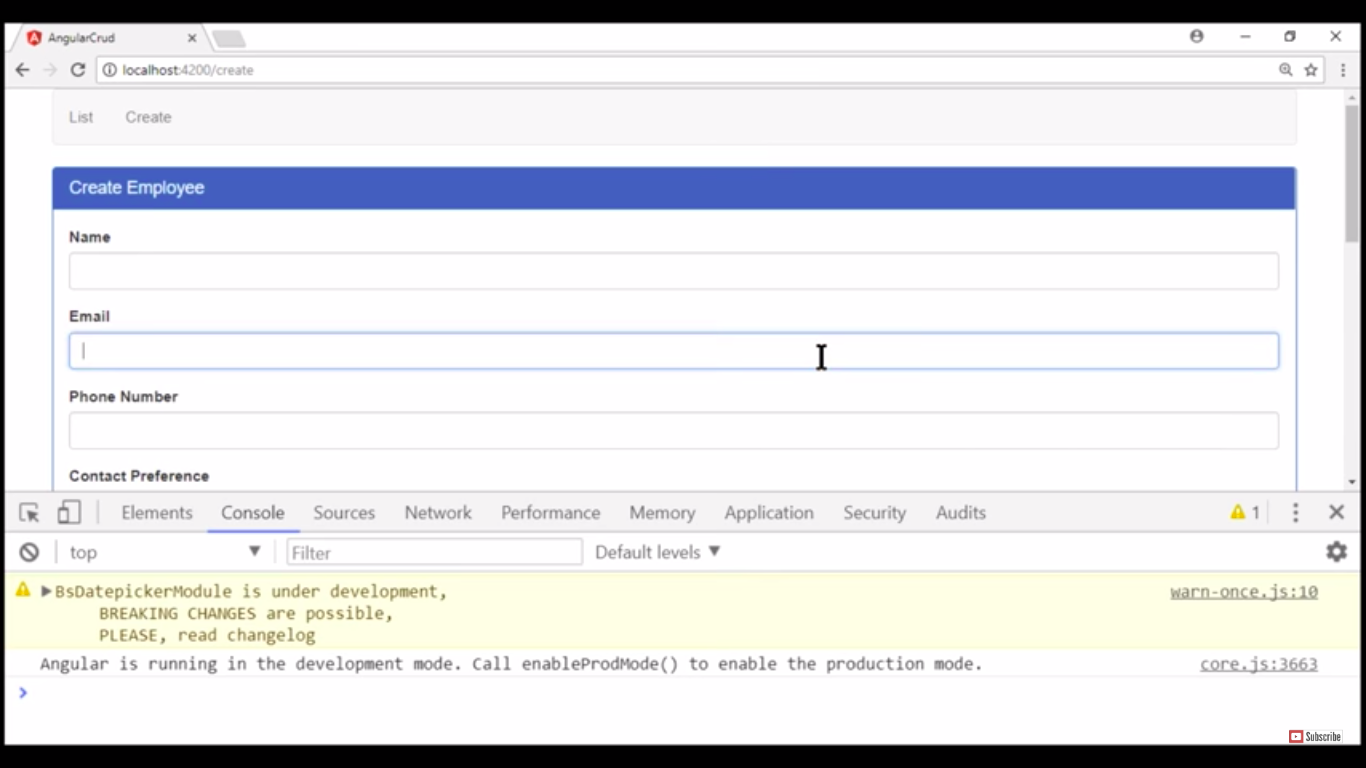 AngularCrud
localhost:4200/create
List Create
Create Employee
Name
Email
Phone Number
Contact Preference
Elements Console Sources Network Performance Memory Application Security Audits 1
top Filter Default levels
BsDatepickerModule is under development, warn-once.js:10
BREAKING CHANGES are possible,
PLEASE, read changelog
Angular is running in the development mode. Call enableProdMode() to enable the production mode. core.js:3663
Subscribe